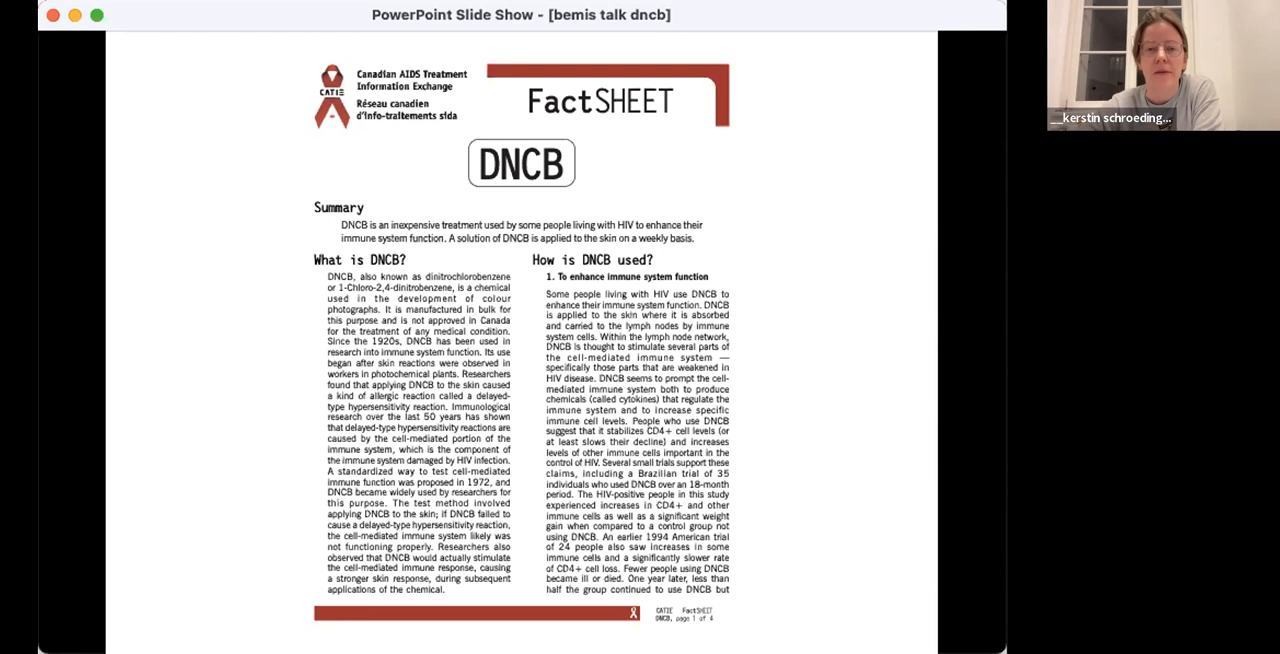 PowerPoint Slide Show - [bemis talk dncb]
__kerstin schroeding...
CATIE
Canadian AIDS Treatment
Information Exchange
Réseau canadien
d'info-traitements sida
FactSHEET
DNCB
Summary
DNCB is an inexpensive treatment used by some people living with HIV to enhance their
immune system function. A solution of DNCB is applied to the skin on a weekly basis.
What is DNCB?
DNCB, also known as dinitrochlorobenzene
or 1-Chloro-2,4-dinitrobenzene, is a chemical
used in the development of colour
photographs. It is manufactured in bulk for
this purpose and is not approved in Canada
for the treatment of any medical condition.
Since the 1920s, DNCB has been used in
research into immune system function. Its use
began after skin reactions were observed in
workers in photochemical plants. Researchers
found that applying DNCB to the skin caused
a kind of allergic reaction called a delayed-
type hypersensitivity reaction. Immunological
research over the last 50 years has shown
that delayed-type hypersensitivity reactions are
caused by the cell-mediated portion of the
immune system, which is the component of
the immune system damaged by HIV infection.
A standardized way to test cell-mediated
immune function was proposed in 1972, and
DNCB became widely used by researchers for
this purpose. The test method involved
applying DNCB to the skin; if DNCB failed to
cause a delayed-type hypersensitivity reaction,
the cell-mediated immune system likely was
not functioning properly. Researchers also
observed that DNCB would actually stimulate
the cell-mediated immune response, causing
a stronger skin response, during subsequent
applications of the chemical.
How is DNCB used?
1. To enhance immune system function
Some people living with HIV use DNCB to
enhance their immune system function. DNCB
is applied to the skin where it is absorbed
and carried to the lymph nodes by immune
system cells. Within the lymph node network,
DNCB is thought to stimulate several parts of
the cell-mediated immune system —
specifically those parts that are weakened in
HIV disease. DNCB seems to prompt the cell-
mediated immune system both to produce
chemicals (called cytokines) that regulate the
immune system and to increase specific
immune cell levels. People who use DNCB
suggest that it stabilizes CD4+ cell levels (or
at least slows their decline) and increases
levels of other immune cells important in the
control of HIV. Several small trials support these
claims, including a Brazilian trial of 35
individuals who used DNCB over an 18-month
period. The HIV-positive people in this study
experienced increases in CD4+ and other
immune cells as well as a significant weight
gain when compared to a control group not
using DNCB. An earlier 1994 American trial
of 24 people also saw increases in some
immune cells and a significantly slower rate
of CD4+ cell loss. Fewer people using DNCB
became ill or died. One year later, less than
half the group continued to use DNCB but
CATIE FactSHEET
DNCB, page 1 of 4